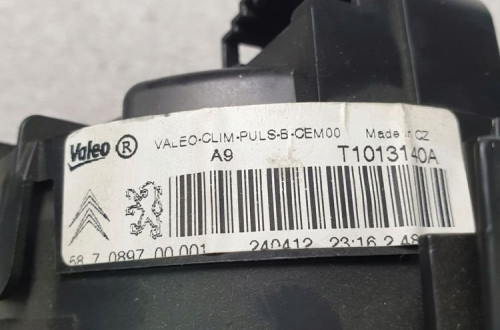 Valeo ® VALEO-CLIM-PULS-B-CEM00 Made in CZ
A9 T1013140A
58 7 0897 00 001 240412 23:16 2 48